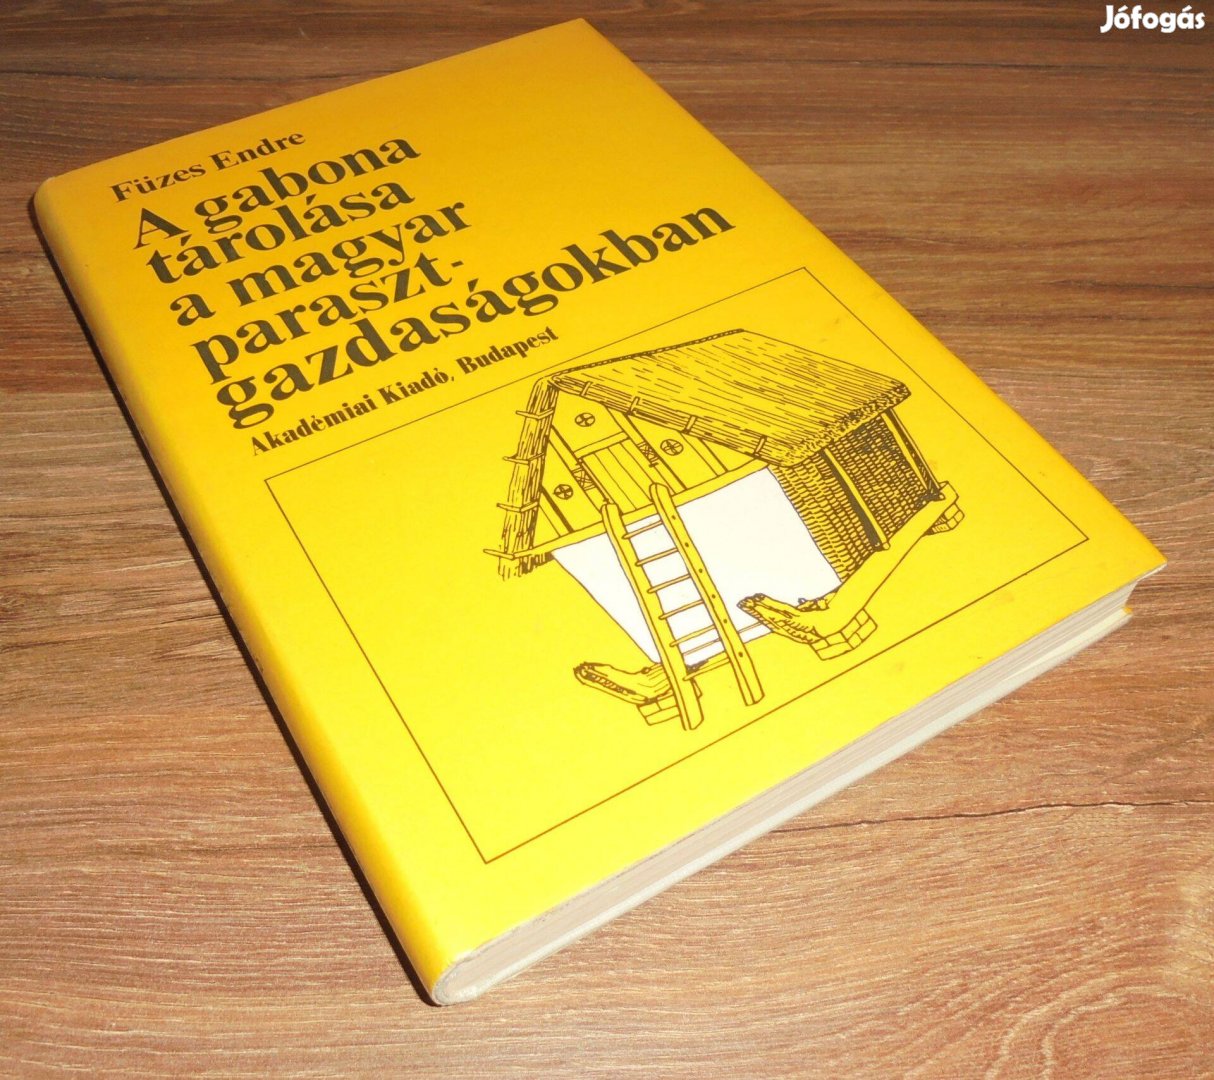 Jófogás
Füzes Endre
A gabona
tárolása
a magyar
paraszt-
gazdaságokban
Akadémiai Kiadó, Budapest